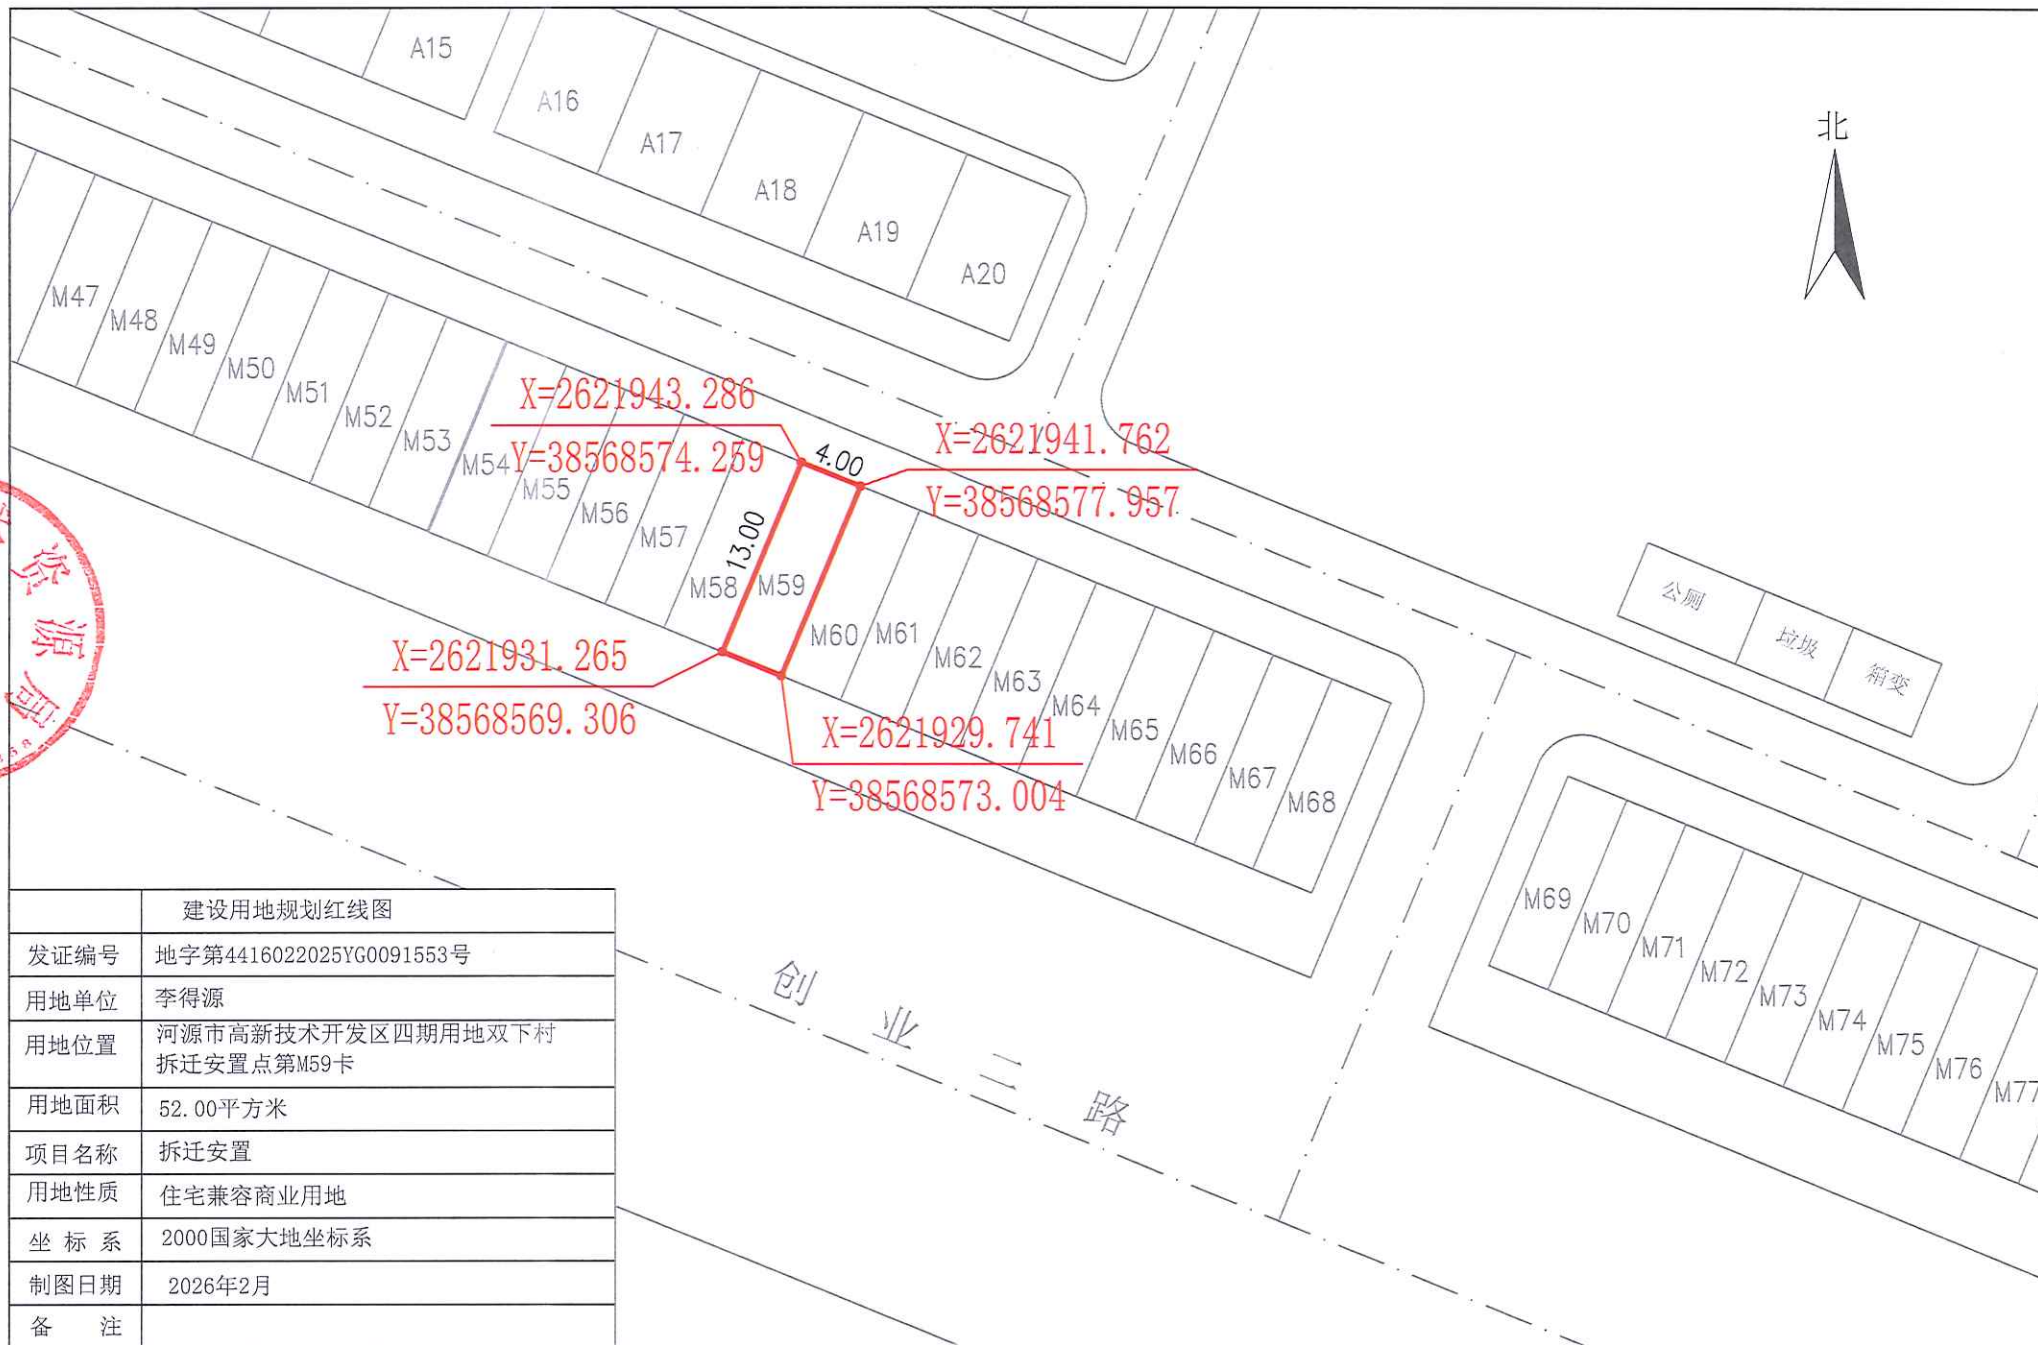 A15
A16
A17
A18
A19
A20
北
M47
M48
M49
M50
M51
M52
M53
M54
M55
M56
M57
M58
M59
M60
M61
M62
M63
M64
M65
M66
M67
M68
M69
M70
M71
M72
M73
M74
M75
M76
M77
X=2621943.286
Y=38568574.259
4.00
X=2621941.762
Y=38568577.957
13.00
X=2621931.265
Y=38568569.306
X=2621929.741
Y=38568573.004
公厕
垃圾
箱变
资源局
创业三路
建设用地规划红线图
发证编号 地字第4416022025YG0091553号
用地单位 李得源
用地位置 河源市高新技术开发区四期用地双下村
拆迁安置点第M59卡
用地面积 52.00平方米
项目名称 拆迁安置
用地性质 住宅兼容商业用地
坐标系 2000国家大地坐标系
制图日期 2026年2月
备注